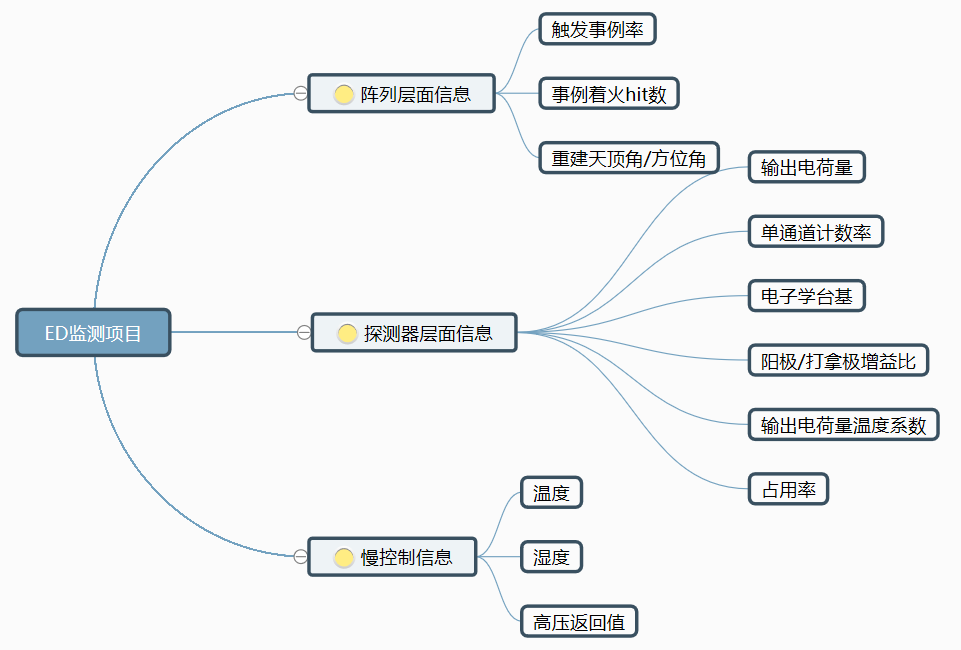 ED监测项目
阵列层面信息
触发事例率
事例着火hit数
重建天顶角/方位角
探测器层面信息
输出电荷量
单通道计数率
电子学台基
阳极/打拿极增益比
输出电荷量温度系数
占用率
慢控制信息
温度
湿度
高压返回值